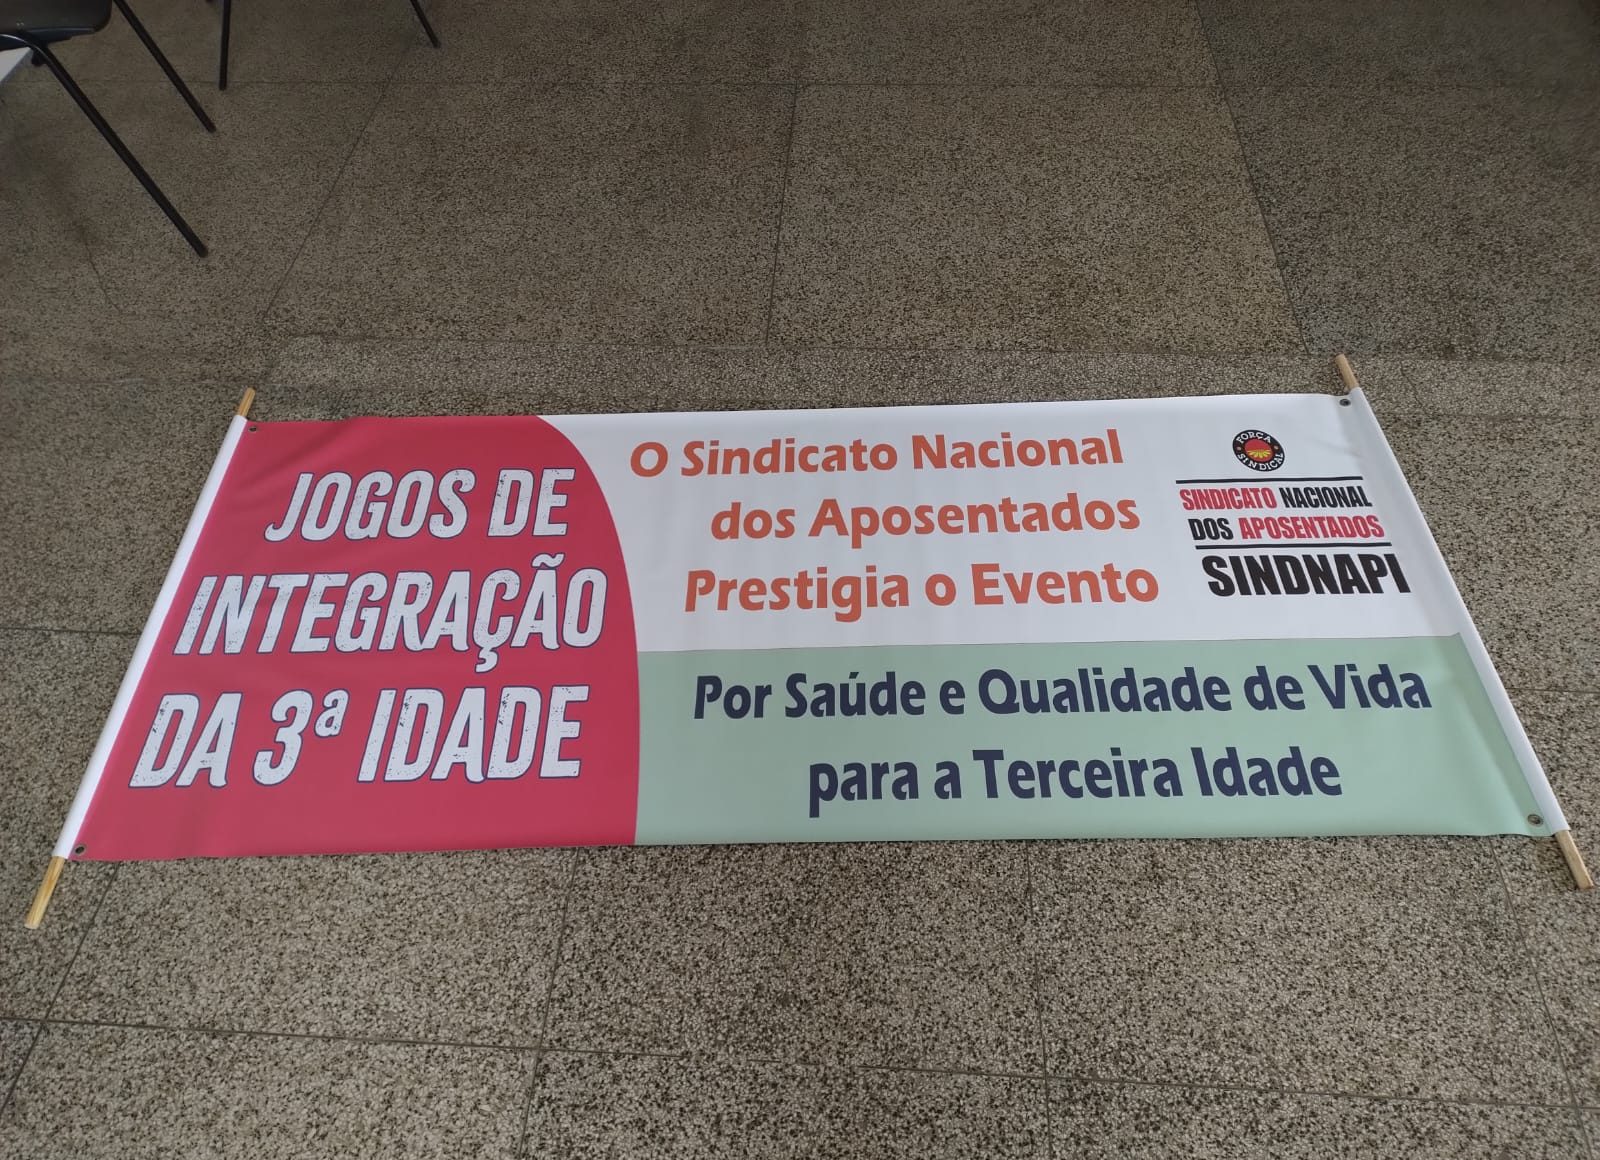 JOGOS DE
INTEGRAÇÃO
DA 3ª IDADE
O Sindicato Nacional
dos Aposentados
Prestigia o Evento
FORÇA
SINDICAL
SINDICATO NACIONAL
DOS APOSENTADOS
SINDNAPI
Por Saúde e Qualidade de Vida
para a Terceira Idade